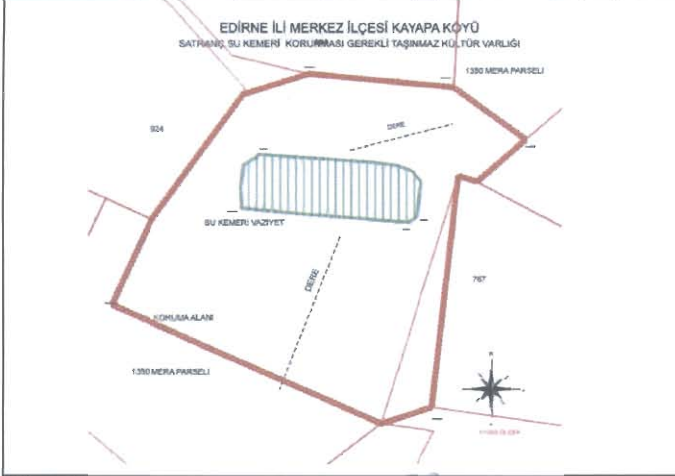 EDİRNE İLİ MERKEZ İLÇESİ KAYAPA KÖYÜ
SATRANÇ SU KEMERİ KORUNMASI GEREKLİ TAŞINMAZ KÜLTÜR VARLIĞI
1350 MERA PARSELİ
924
DERE
SU KEMERİ VAZİYET
DERE
767
KORUMA ALANI
1350 MERA PARSELİ